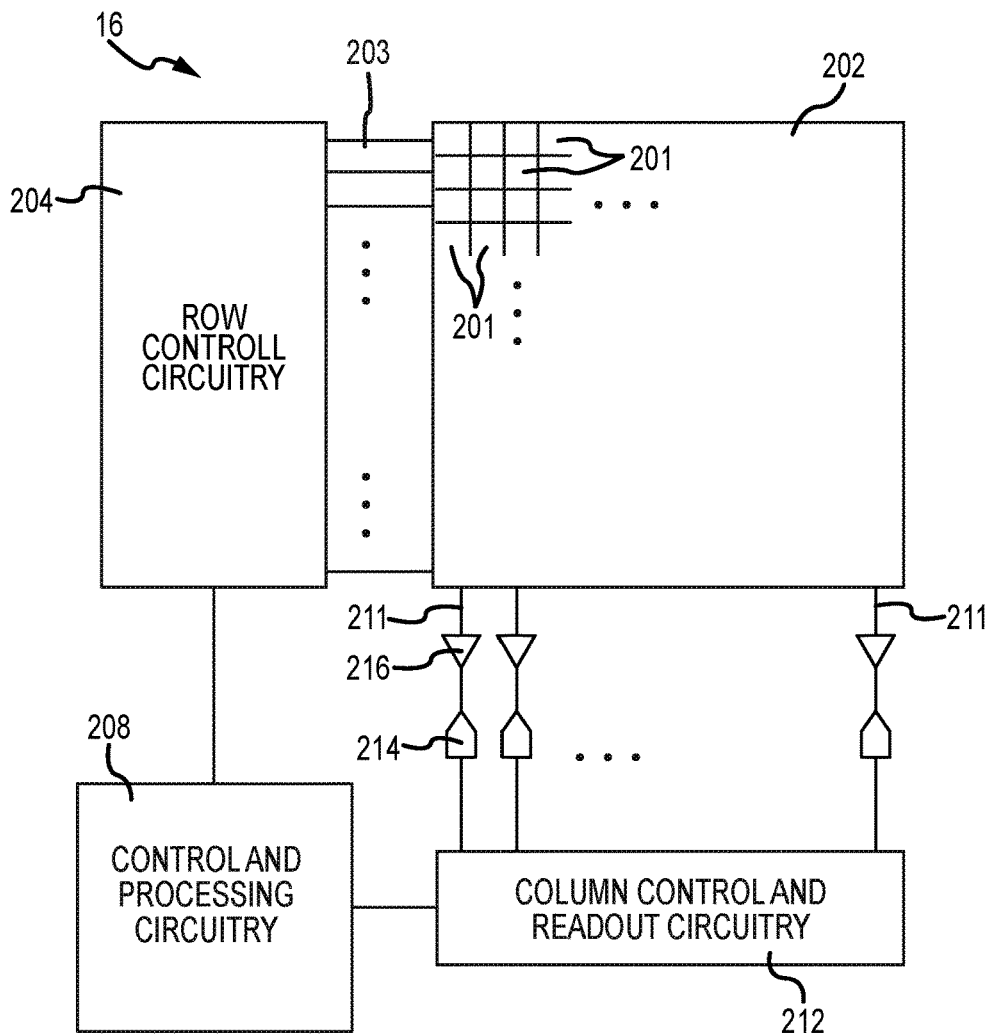 16
203
202
201
204
201
ROW
CONTROLL
CIRCUITRY
211
211
216
214
208
CONTROL AND
PROCESSING
CIRCUITRY
COLUMN CONTROL AND
READOUT CIRCUITRY
212